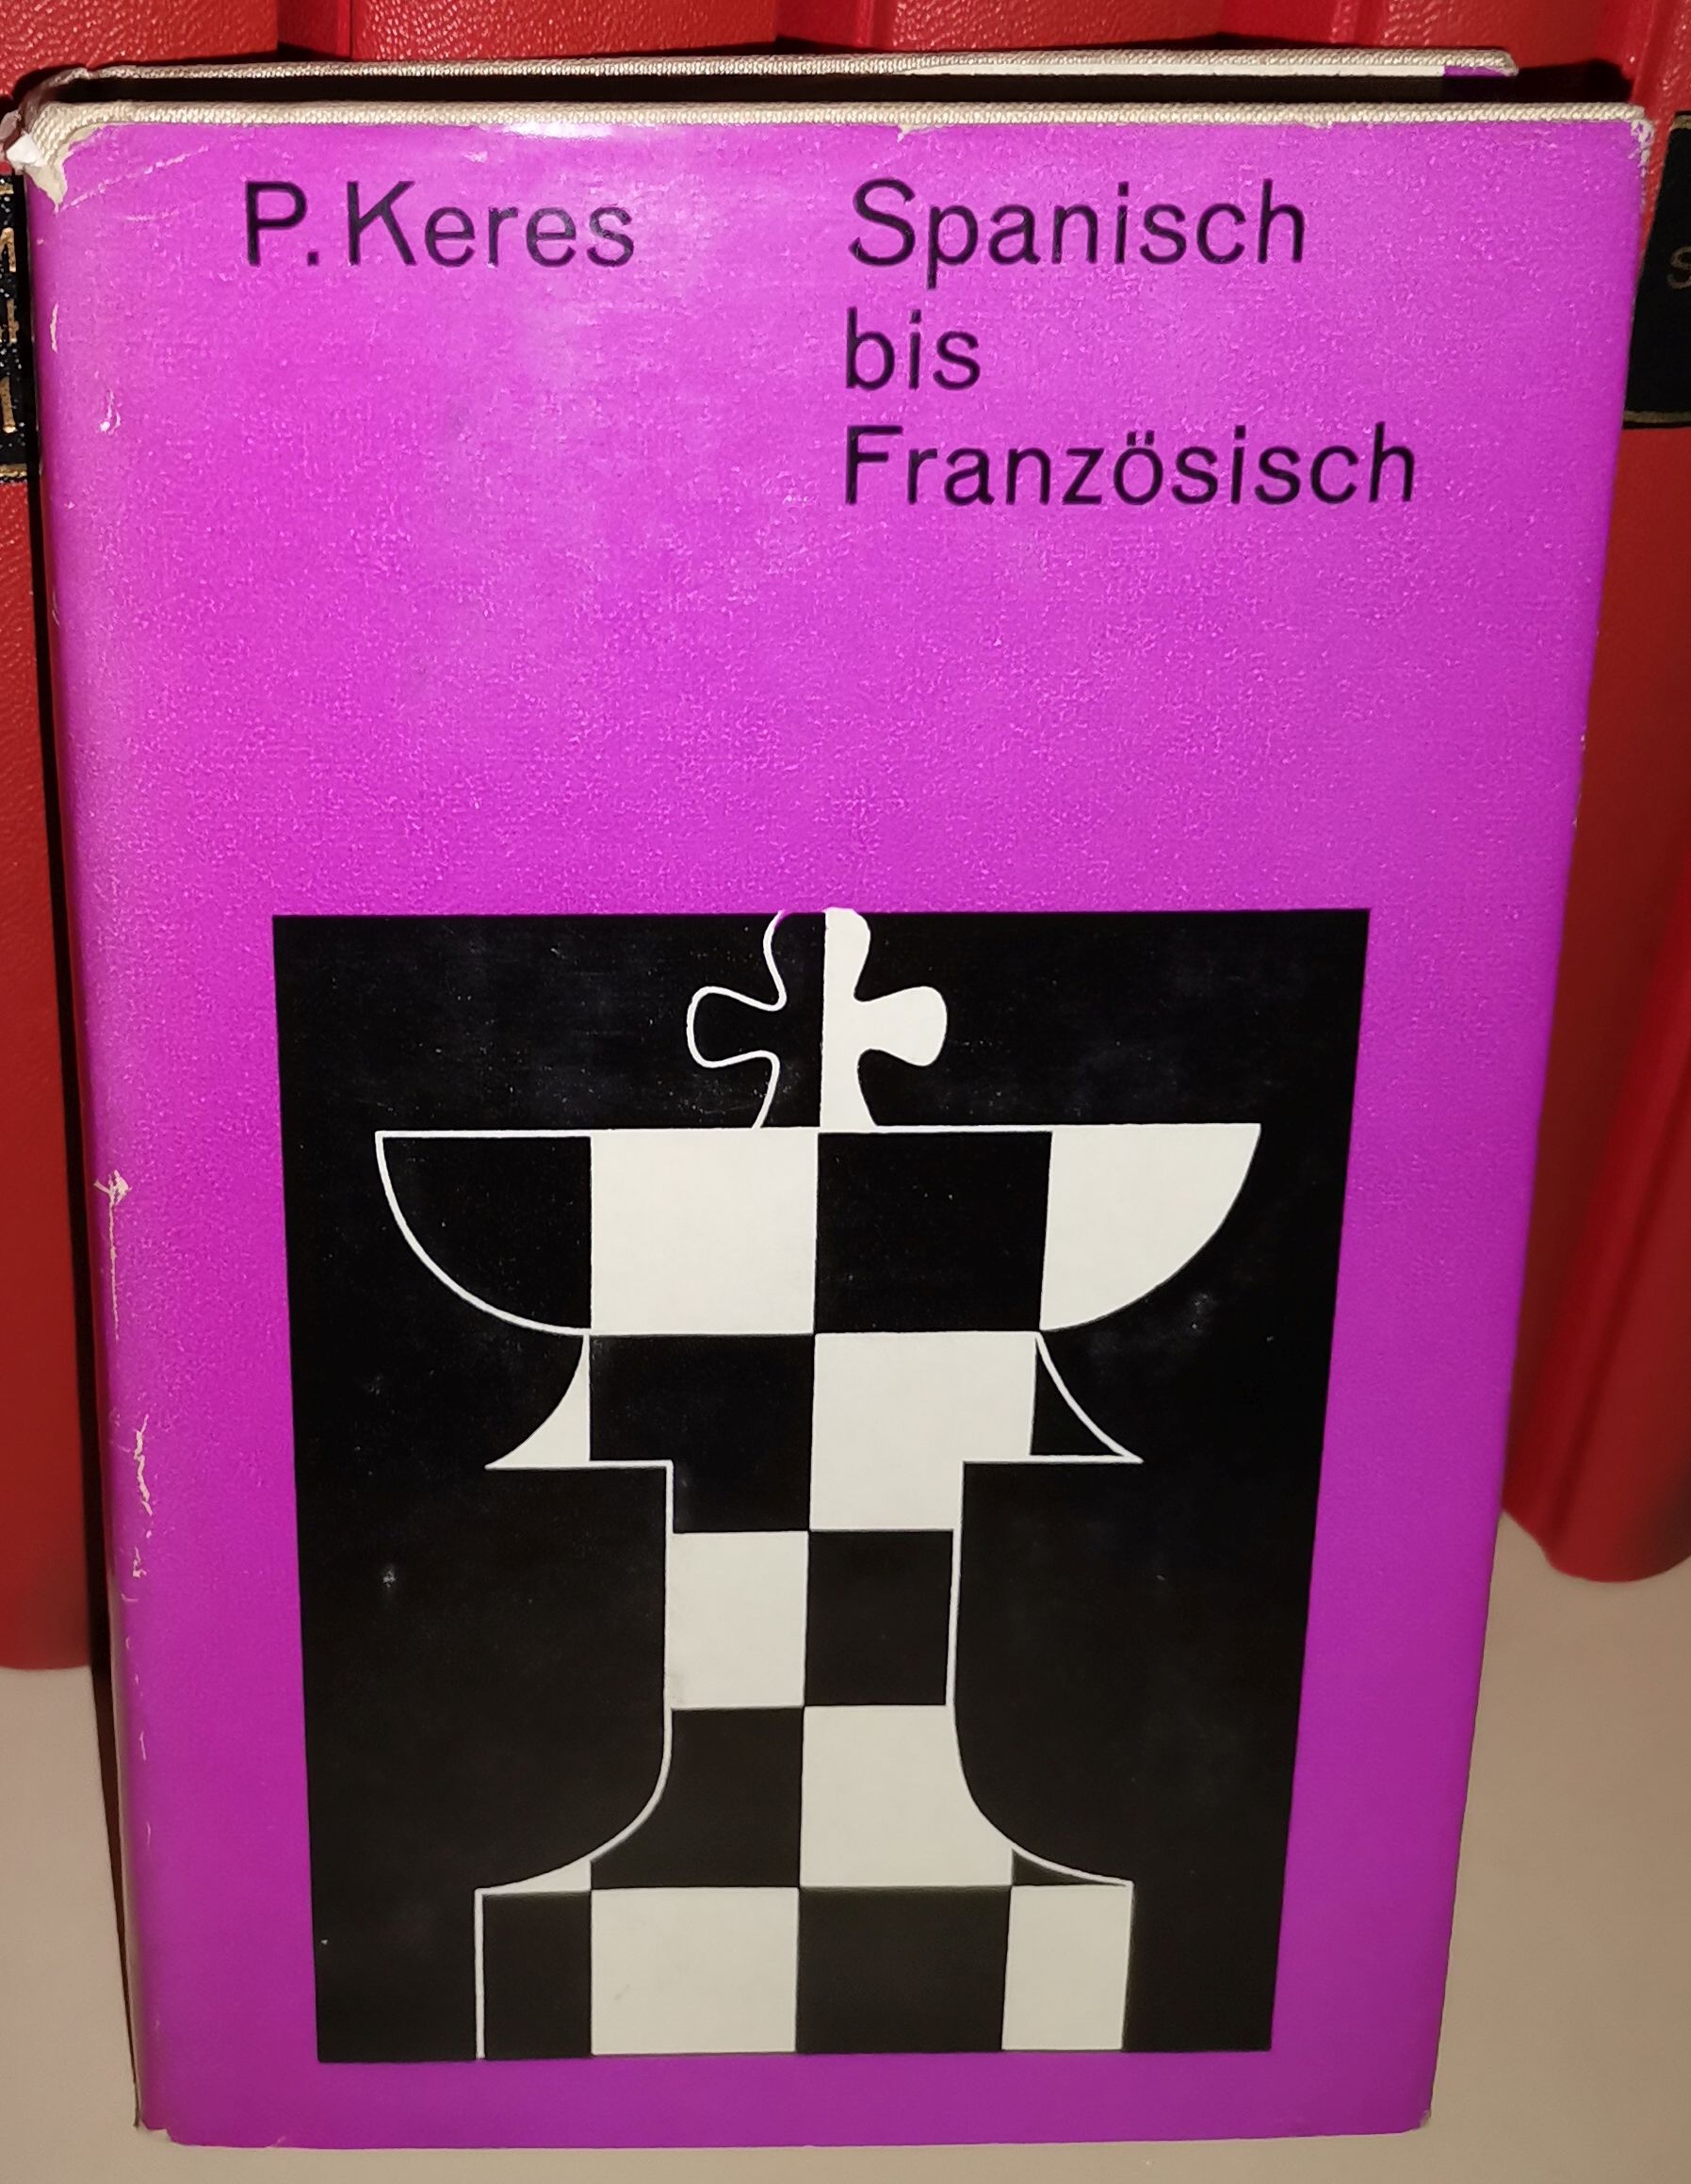 P. Keres
Spanisch
bis
Französisch